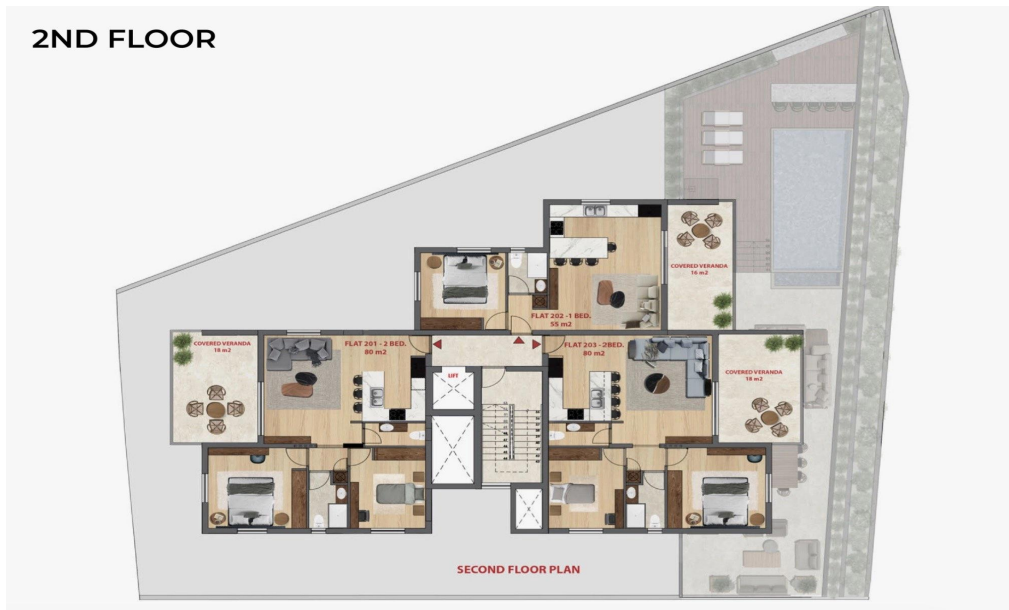 2ND FLOOR
COVERED VERANDA
16 m2
FLAT 202 -1 BED.
55 m2
COVERED VERANDA
18 m2
FLAT 201 - 2 BED.
80 m2
FLAT 203 - 2BED.
80 m2
COVERED VERANDA
18 m2
LIFT
SECOND FLOOR PLAN